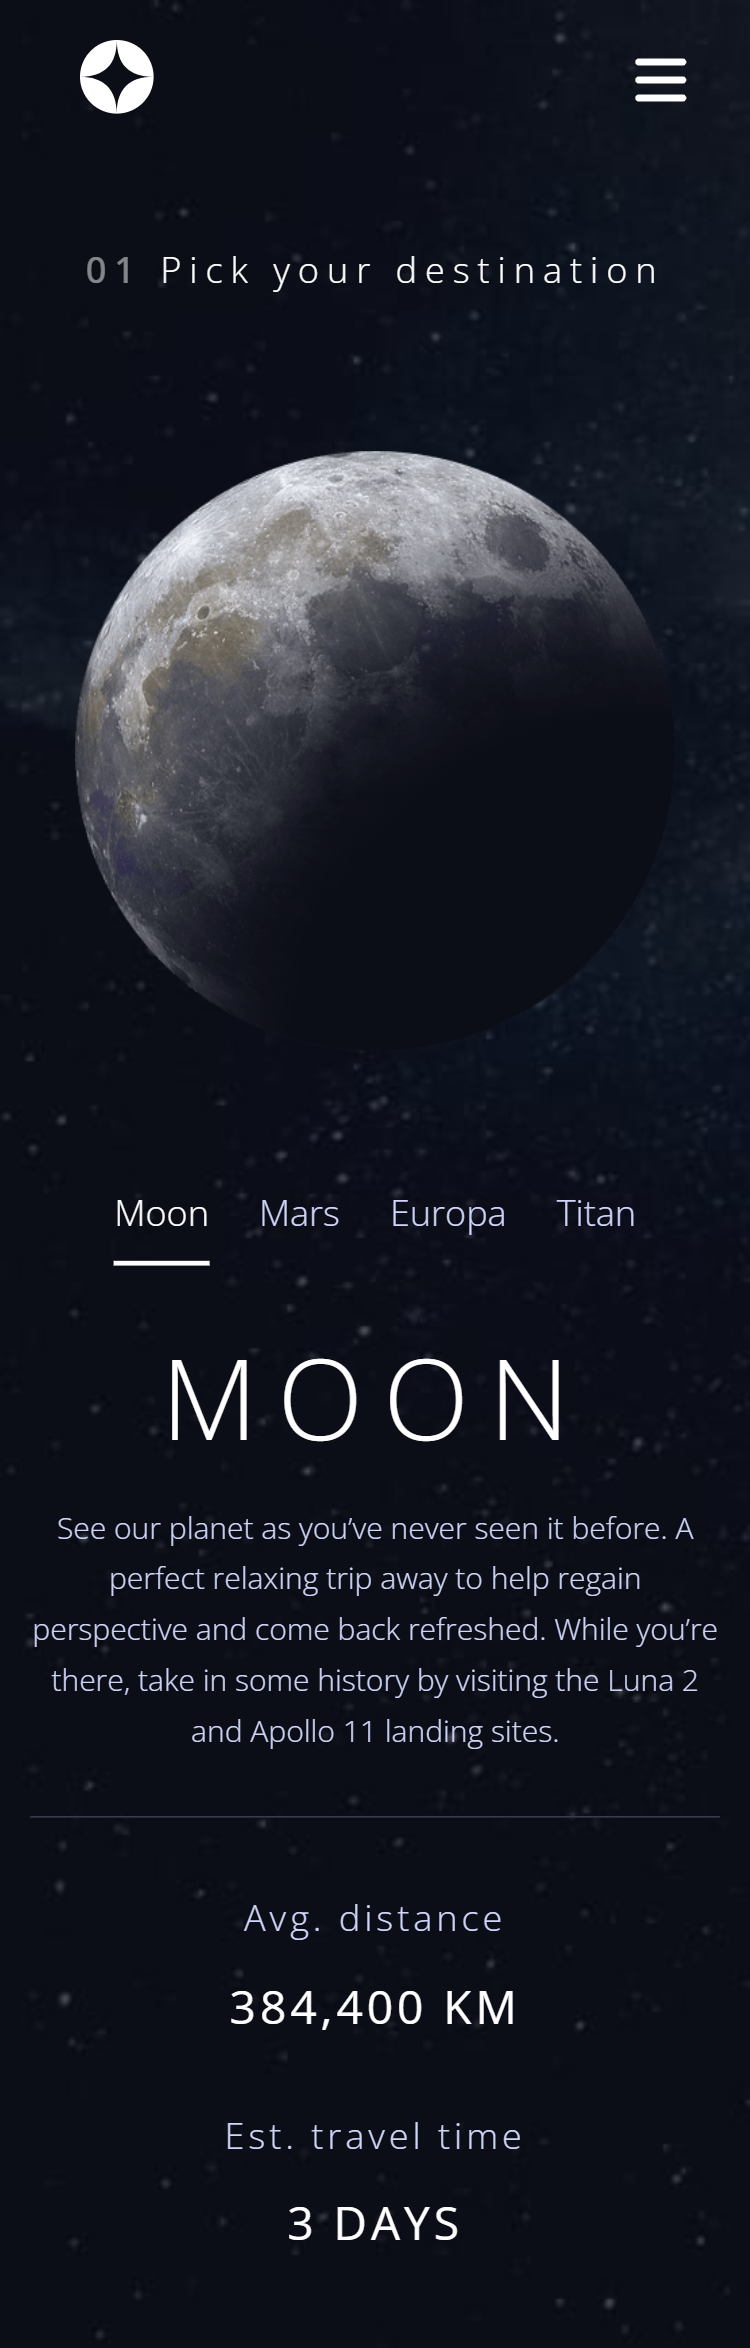 01 Pick your destination
Moon Mars Europa Titan
MOON
See our planet as you’ve never seen it before. A
perfect relaxing trip away to help regain
perspective and come back refreshed. While you’re
there, take in some history by visiting the Luna 2
and Apollo 11 landing sites.
Avg. distance
384,400 KM
Est. travel time
3 DAYS